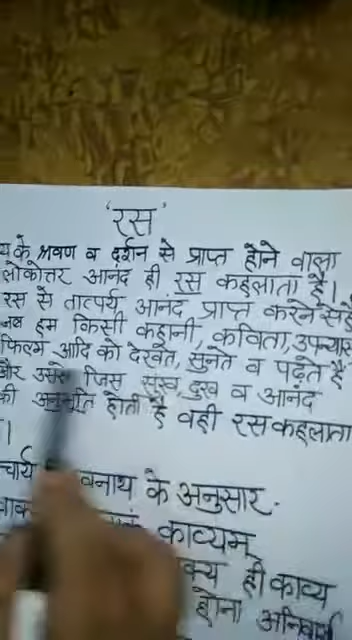 'रस'
के श्रवण व दर्शन से प्राप्त होने वाला
लोकोत्तर आनंद ही रस कहलाता है।
रस से तात्पर्य आनंद प्राप्त करने से है
जब हम किसी कहानी, कविता, उपन्यास
फिल्म आदि को देखते, सुनते व पढ़ते हैं
और उससे जिस सुख दुख व आनंद
की अनुभूति होती है वही रस कहलाता
।
के अनुसार-
काव्यम्
ही काव्य
होना अनिवार्य